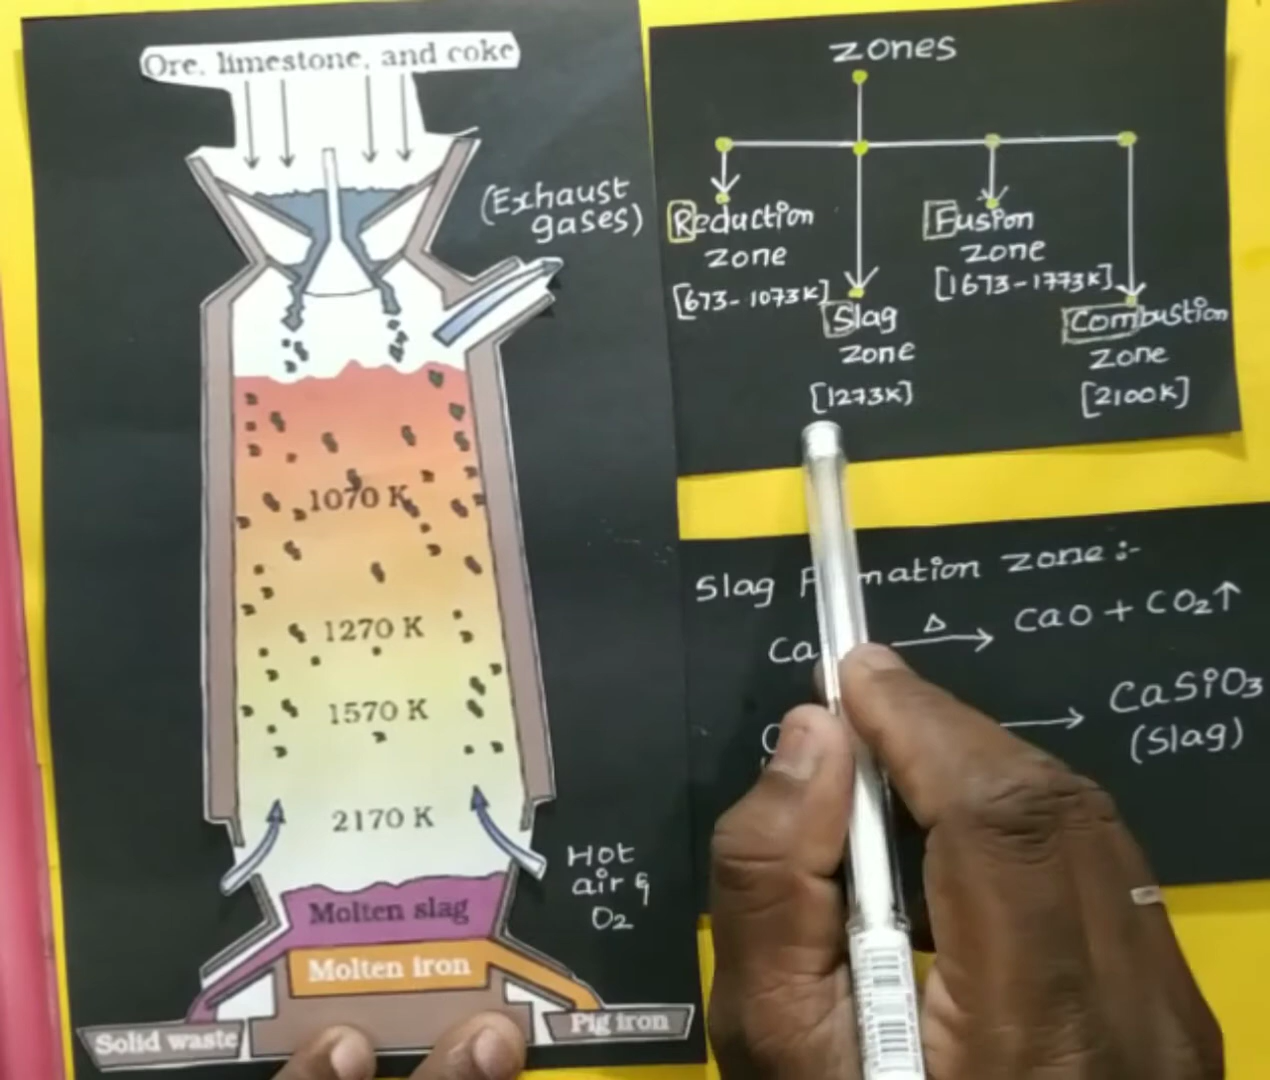 Ore, limestone, and coke
(Exhaust
gases)
1070 K
1270 K
1570 K
2170 K
Hot
air &
O2
Molten slag
Molten iron
Solid waste
Pig iron
zones
Reduction
zone
[673-1073K]
Slag
zone
[1273K]
Fusion
zone
[1673-1773K]
Combustion
zone
[2100K]
Slag zone :-
Δ CaO + CO2↑
CaSiO3
(Slag)